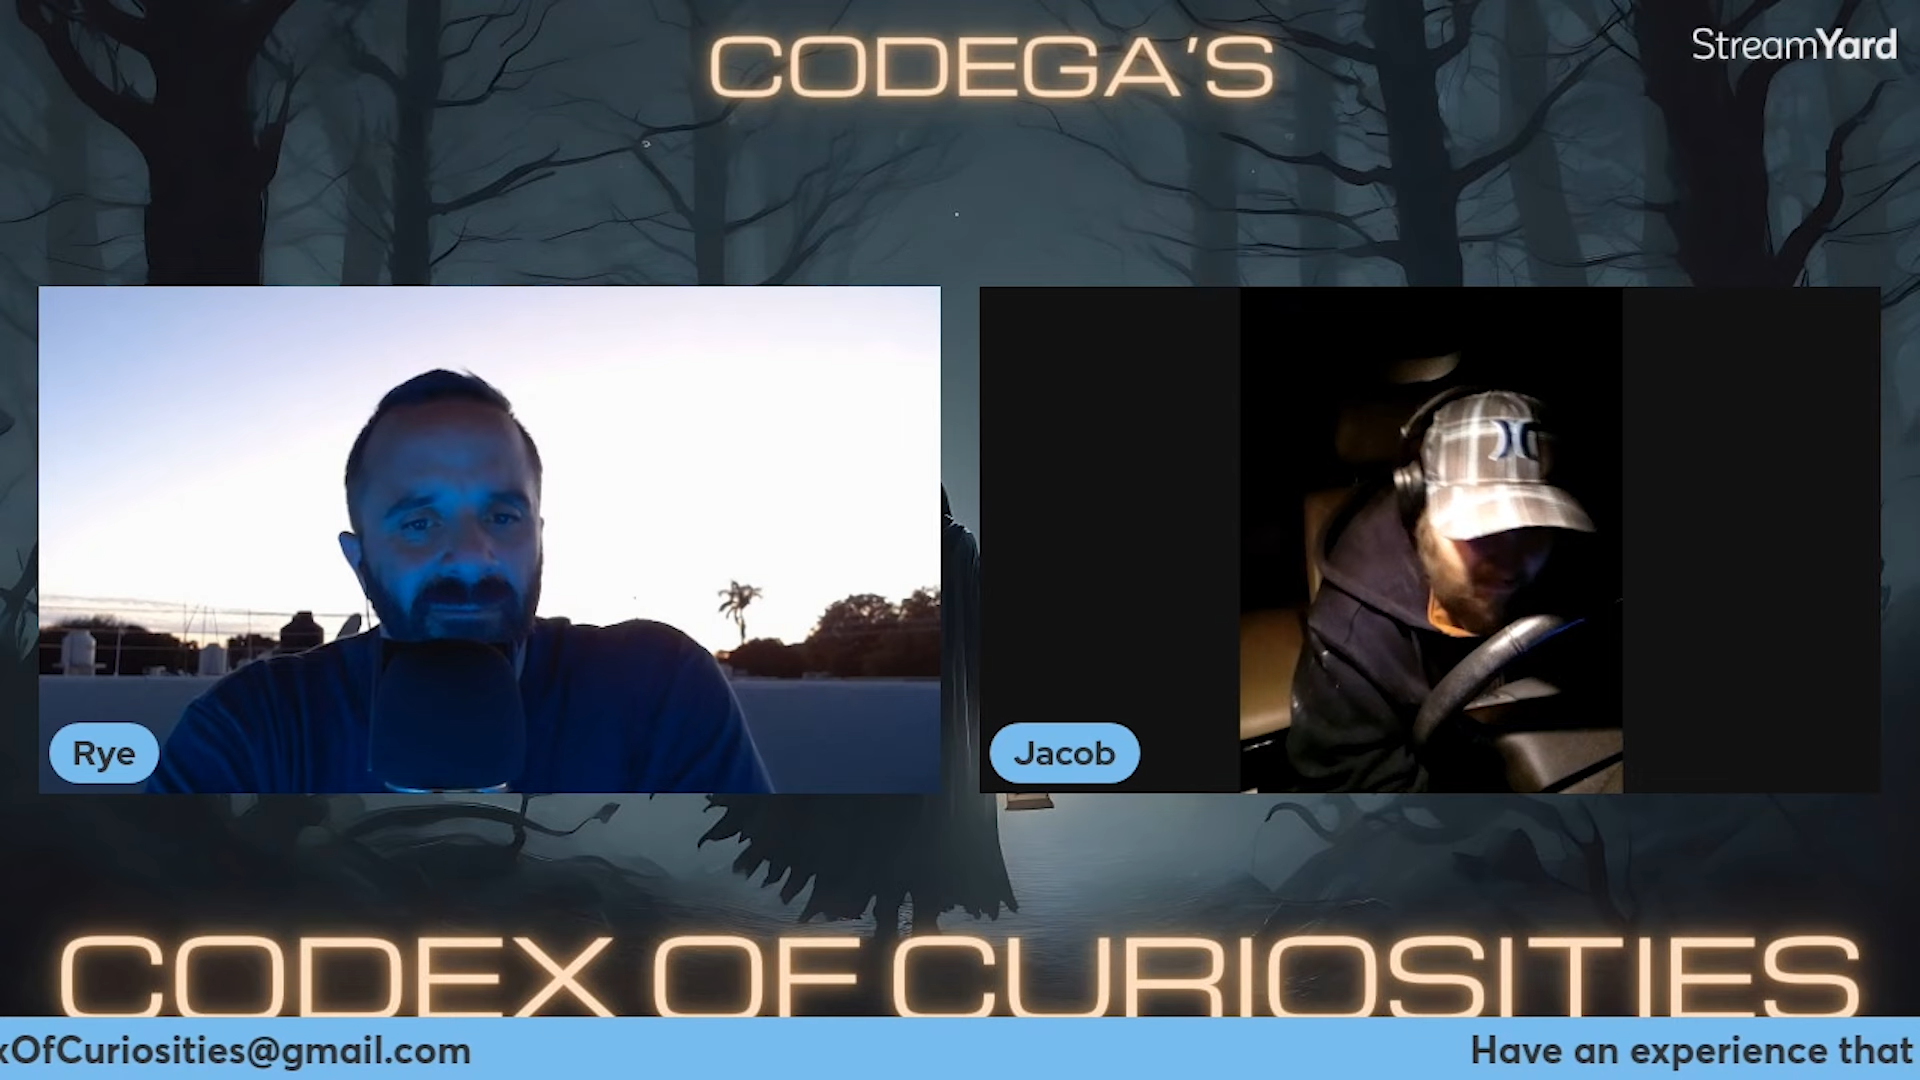 CODEGA'S
StreamYard
Rye
Jacob
CODEX OF CURIOSITIES
xOfCuriosities@gmail.com
Have an experience that